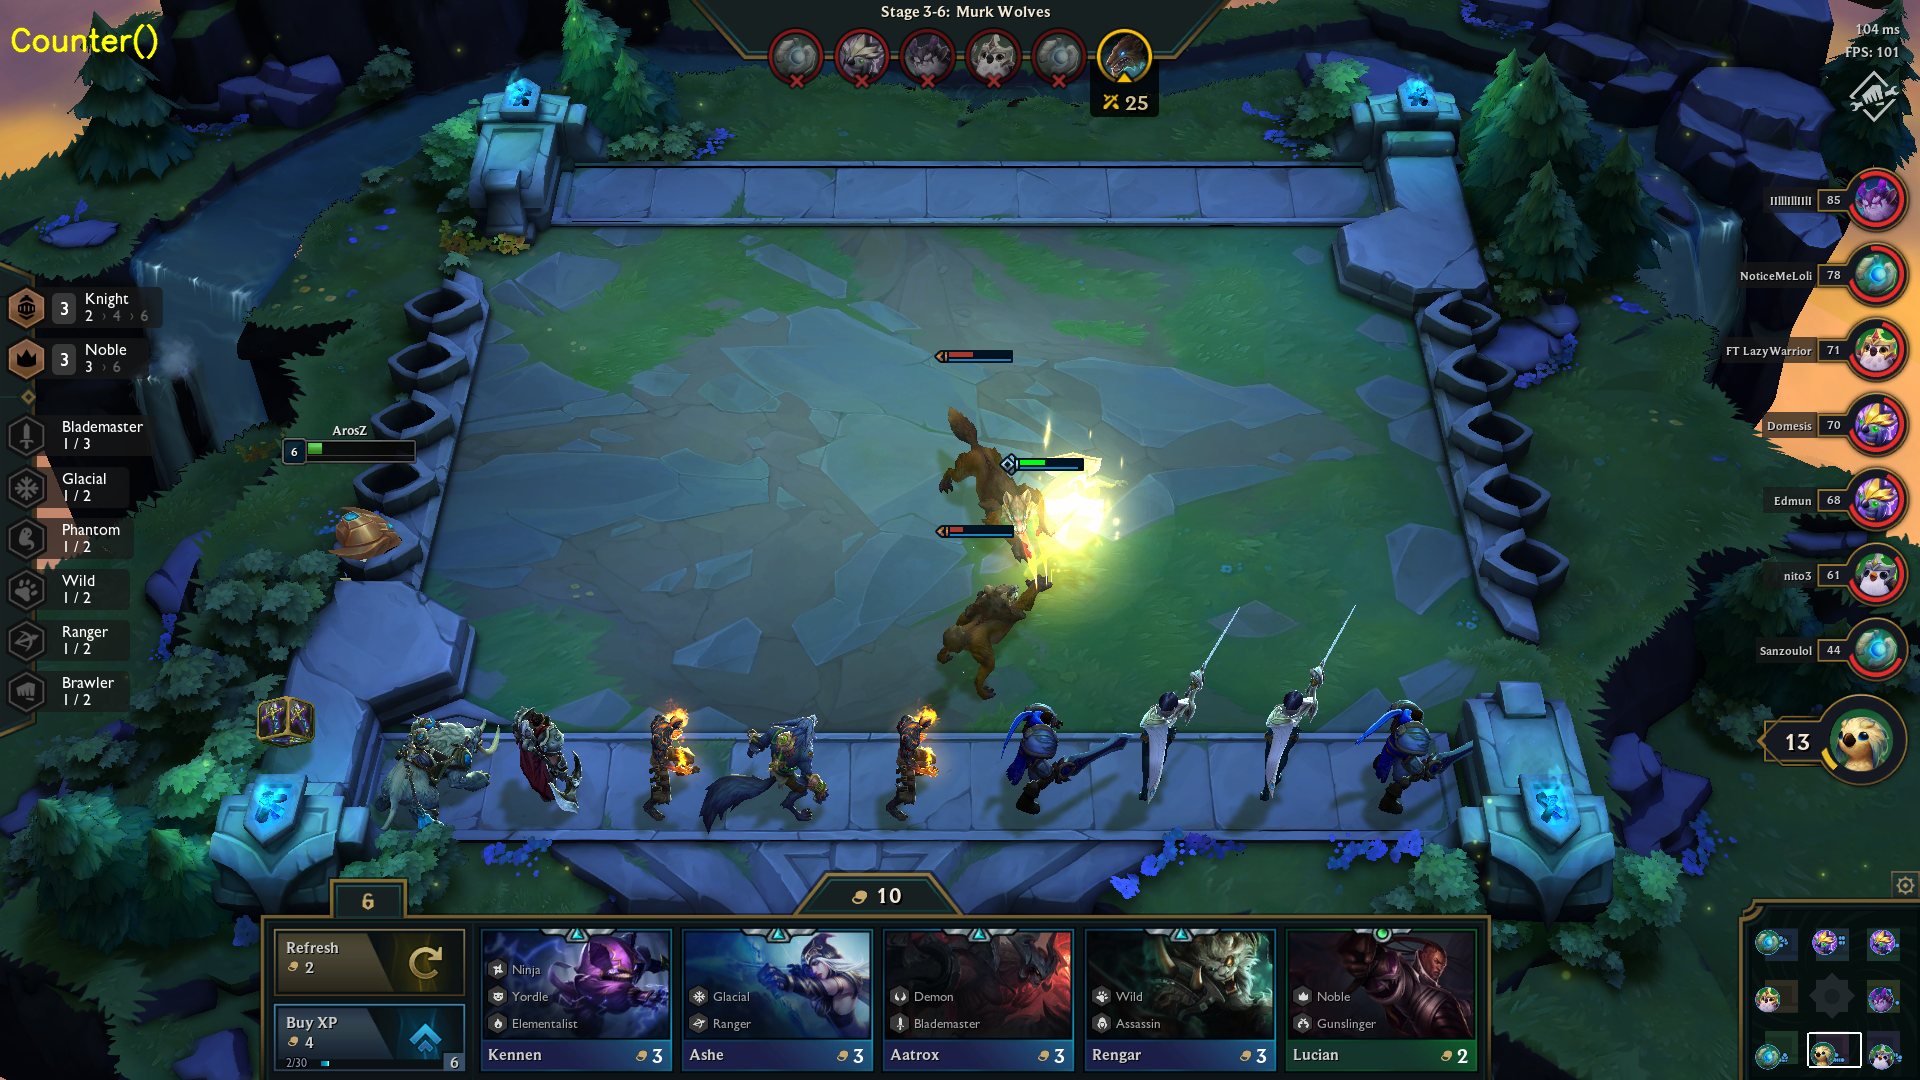 Counter()
Stage 3-6: Murk Wolves
25
104 ms
FPS: 101
3 Knight
2 › 4 › 6
3 Noble
3 › 6
Blademaster
1 / 3
Glacial
1 / 2
Phantom
1 / 2
Wild
1 / 2
Ranger
1 / 2
Brawler
1 / 2
ArosZ
6
85
NoticeMeLoli 78
FT LazyWarrior 71
Domesis 70
Edmun 68
nito3 61
Sanzoulol 44
13
6
10
Refresh
2
Buy XP
4
2/30
6
Ninja
Yordle
Elementalist
Kennen 3
Glacial
Ranger
Ashe 3
Demon
Blademaster
Aatrox 3
Wild
Assassin
Rengar 3
Noble
Gunslinger
Lucian 2